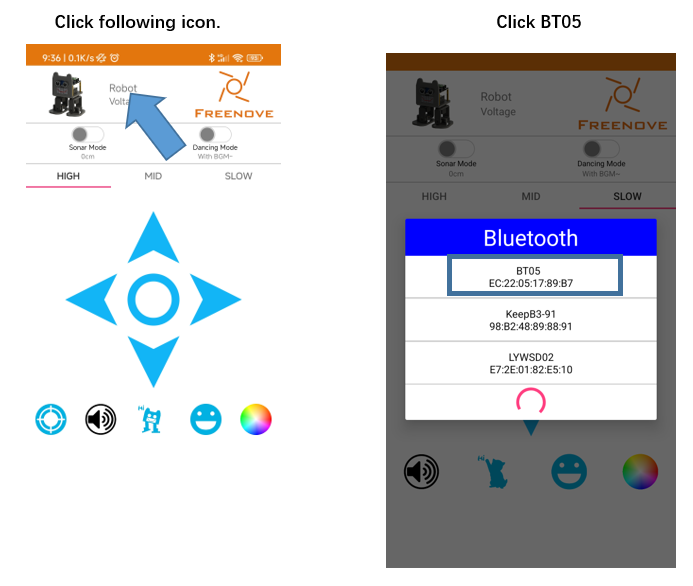 Click following icon.
Click BT05
9:36 | 0.1K/s
Robot
FREENOVE
Sonar Mode
0cm
Dancing Mode
With BGM~
HIGH
MID
SLOW
Hi
Robot
Voltage
FREENOVE
Sonar Mode
0cm
Dancing Mode
With BGM~
HIGH
MID
SLOW
Bluetooth
BT05
EC:22:05:17:89:B7
KeepB3-91
98:B2:48:89:88:91
LYWSD02
E7:2E:01:82:E5:10
Hi